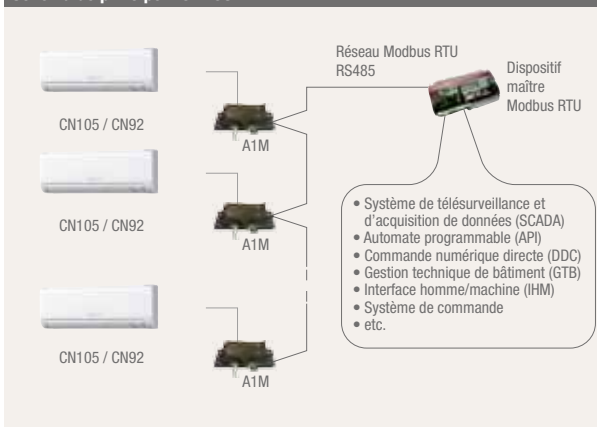 Réseau Modbus RTU
RS485
Dispositif
maître
Modbus RTU
CN105 / CN92
A1M
CN105 / CN92
A1M
• Système de télésurveillance et
d'acquisition de données (SCADA)
• Automate programmable (API)
• Commande numérique directe (DDC)
• Gestion technique de bâtiment (GTB)
• Interface homme/machine (IHM)
• Système de commande
• etc.
CN105 / CN92
A1M